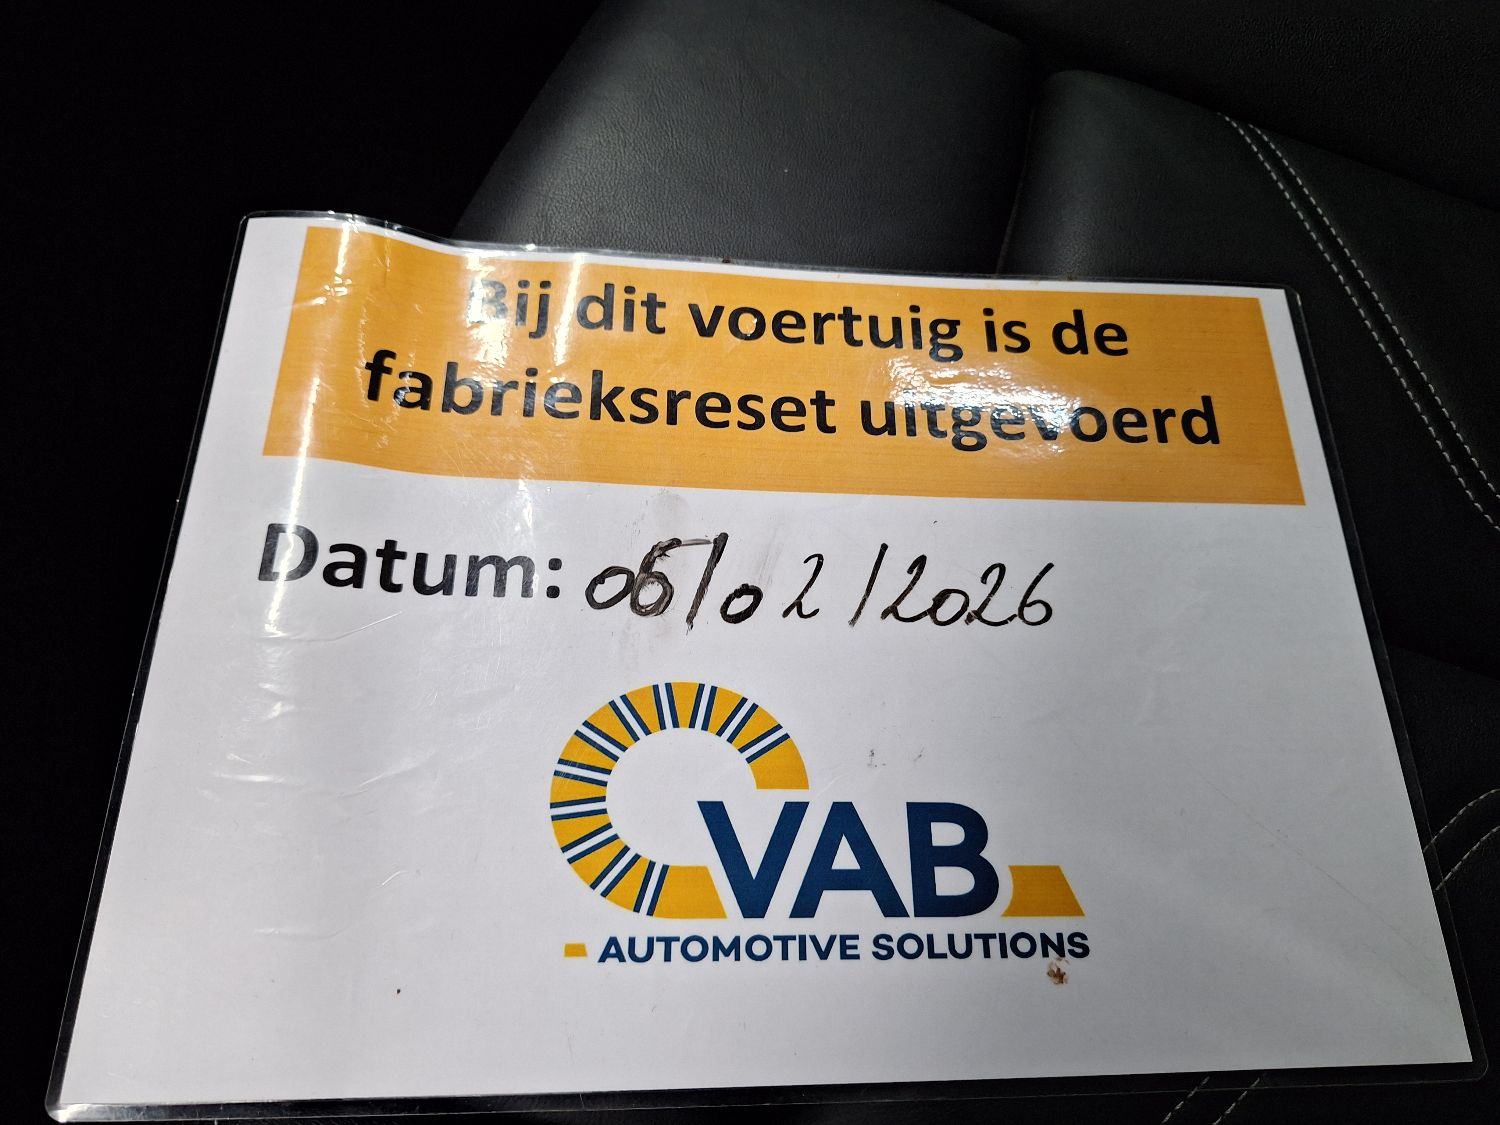 Bij dit voertuig is de
fabrieksreset uitgevoerd
Datum: 06/02/2026
VAB
AUTOMOTIVE SOLUTIONS